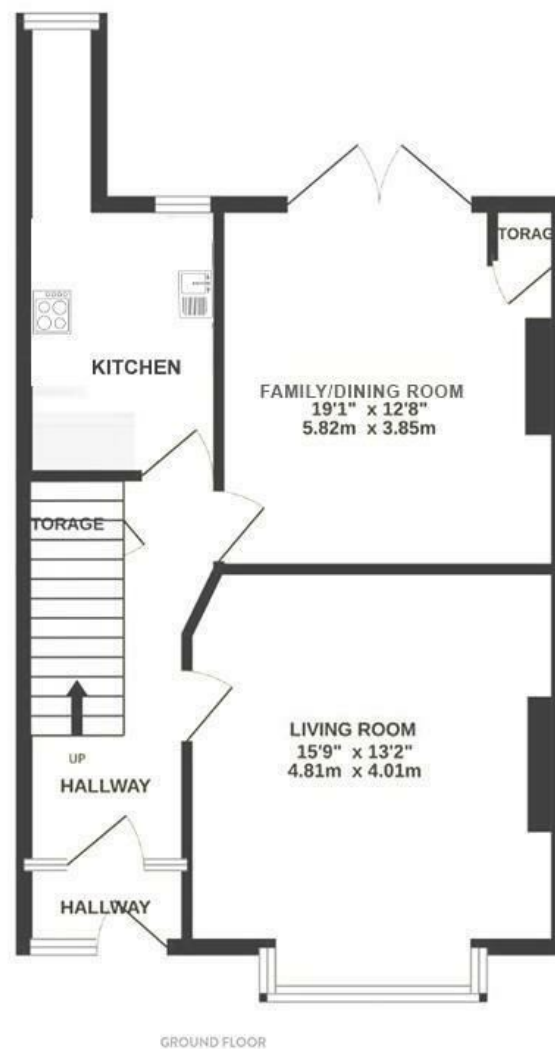 TORAG
KITCHEN
FAMILY/DINING ROOM
19'1" x 12'8"
5.82m x 3.85m
TORAGE
LIVING ROOM
15'9" x 13'2"
4.81m x 4.01m
UP
HALLWAY
HALLWAY
GROUND FLOOR